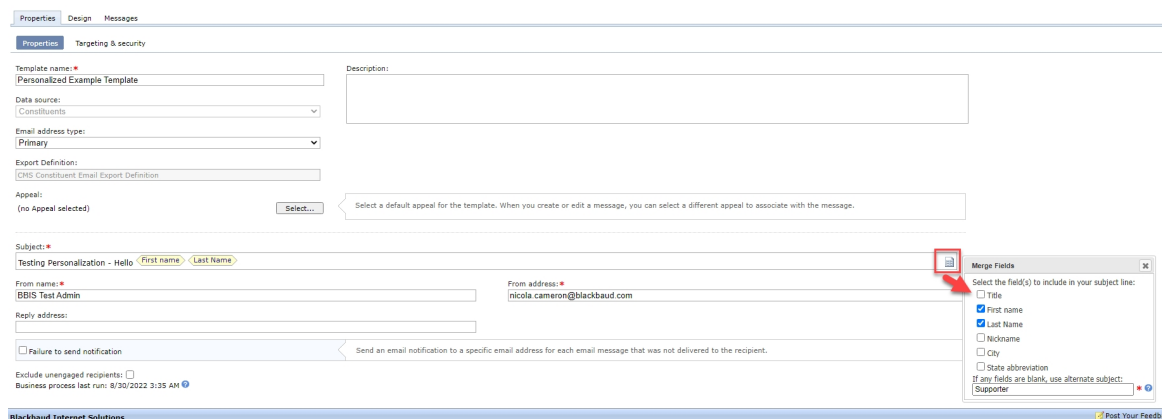 Properties Design Messages
Properties Targeting & security
Template name:*
Personalized Example Template
Description:
Data source:
Constituents
Email address type:
Primary
Export Definition:
CMS Constituent Email Export Definition
Appeal:
(no Appeal selected) Select...
Select a default appeal for the template. When you create or edit a message, you can select a different appeal to associate with the message.
Subject:*
Testing Personalization - Hello First name Last Name
From name:*
BBIS Test Admin
From address:*
nicola.cameron@blackbaud.com
Reply address:
Failure to send notification
Send an email notification to a specific email address for each email message that was not delivered to the recipient.
Exclude unengaged recipients:
Business process last run: 8/30/2022 3:35 AM ?
Merge Fields
Select the field(s) to include in your subject line:
Title
First name
Last Name
Nickname
City
State abbreviation
If any fields are blank, use alternate subject:
Supporter * ?
Blackbaud Internet Solutions
Post Your Feedb